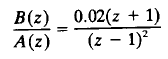 B(z)/A(z) = 0.02(z + 1)/(z − 1)²